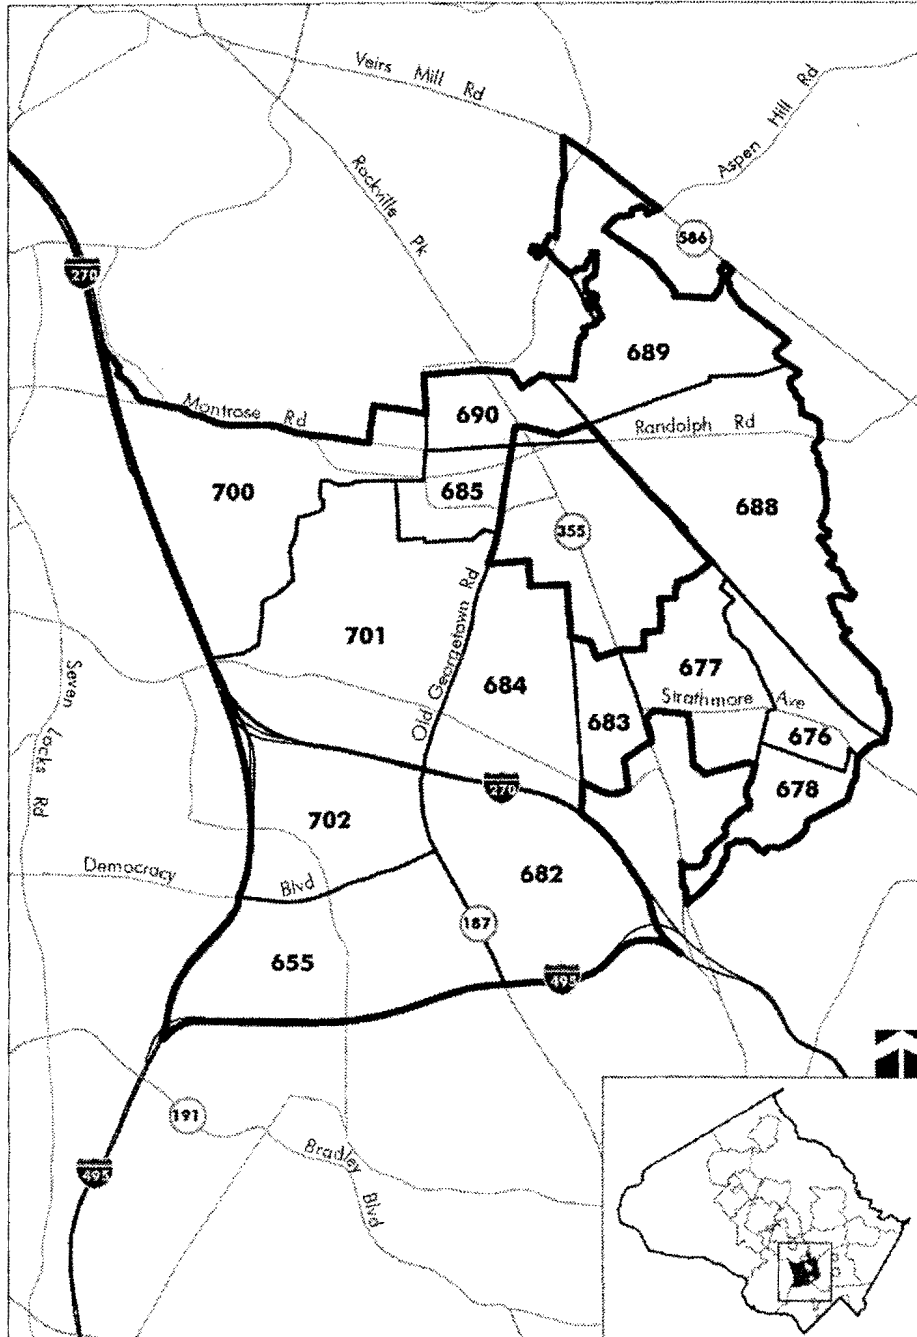 Veirs Mill Rd
Aspen Hill Rd
Rockville Pk
586
270
689
Montrose Rd
690
Randolph Rd
700
685
688
355
701
Old Georgetown Rd
684
677
Seven Locks Rd
683
Strathmore Ave
676
270
678
702
Democracy Blvd
682
187
655
495
191
Bradley Blvd
495